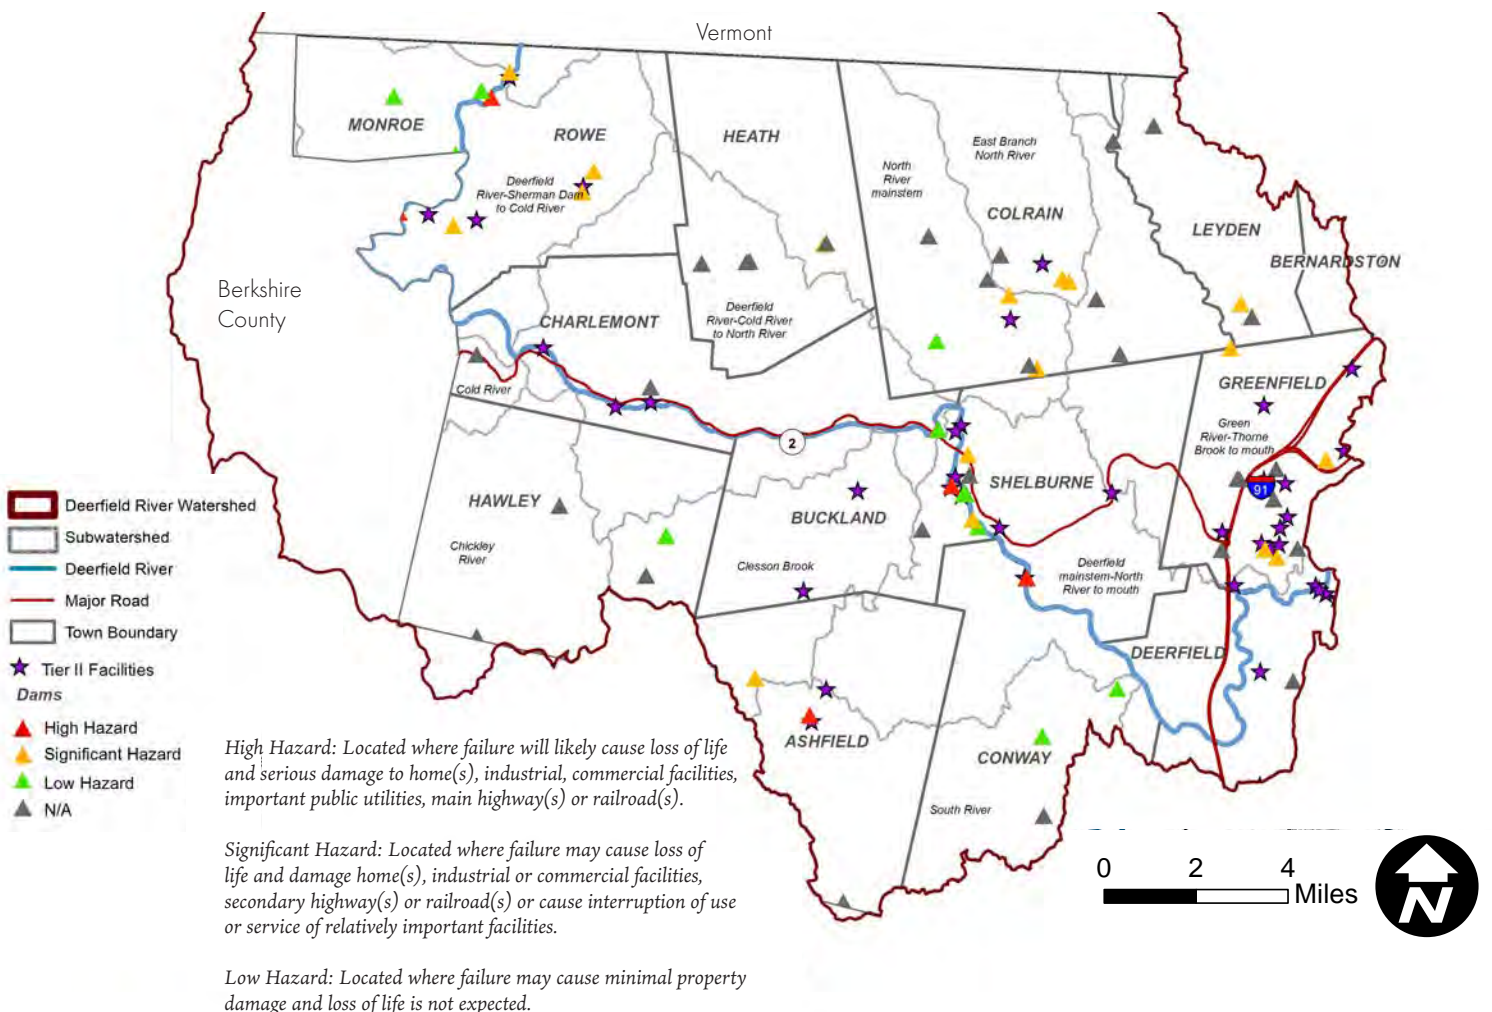 Vermont
MONROE
ROWE
HEATH
East Branch
North River
North
River
mainstem
Deerfield
River-Sherman Dam
to Cold River
COLRAIN
LEYDEN
BERNARDSTON
Berkshire
County
CHARLEMONT
Deerfield
River-Cold River
to North River
Cold River
GREENFIELD
Green
River-Thorne
Brook to mouth
2
91
HAWLEY
SHELBURNE
BUCKLAND
Chickley
River
Clesson Brook
Deerfield
mainstem-North
River to mouth
DEERFIELD
ASHFIELD
CONWAY
South River
Deerfield River Watershed
Subwatershed
Deerfield River
Major Road
Town Boundary
Tier II Facilities
Dams
High Hazard
Significant Hazard
Low Hazard
N/A
High Hazard: Located where failure will likely cause loss of life
and serious damage to home(s), industrial, commercial facilities,
important public utilities, main highway(s) or railroad(s).
Significant Hazard: Located where failure may cause loss of
life and damage home(s), industrial or commercial facilities,
secondary highway(s) or railroad(s) or cause interruption of use
or service of relatively important facilities.
Low Hazard: Located where failure may cause minimal property
damage and loss of life is not expected.
0 2 4
Miles
N